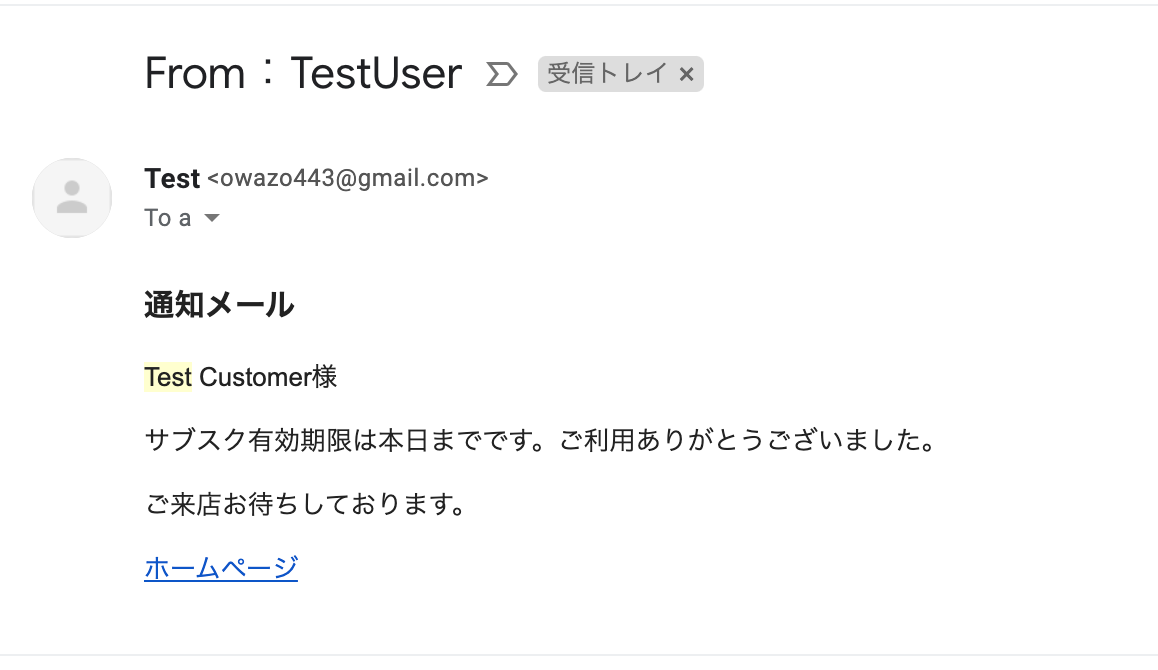 From：TestUser 受信トレイ ×
Test <owazo443@gmail.com>
To a
通知メール
Test Customer様
サブスク有効期限は本日までです。ご利用ありがとうございました。
ご来店お待ちしております。
ホームページ